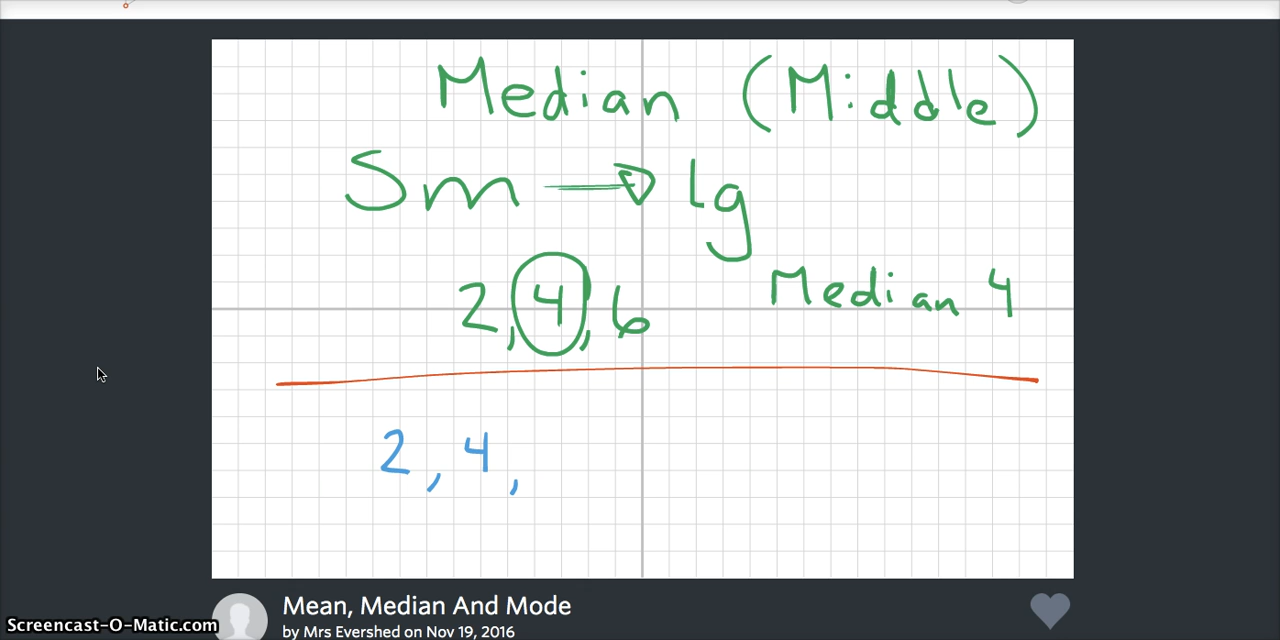 Median (Middle)
Sm → lg
2, 4, 6 Median 4
2, 4,
Mean, Median And Mode
by Mrs Evershed on Nov 19, 2016
Screencast-O-Matic.com